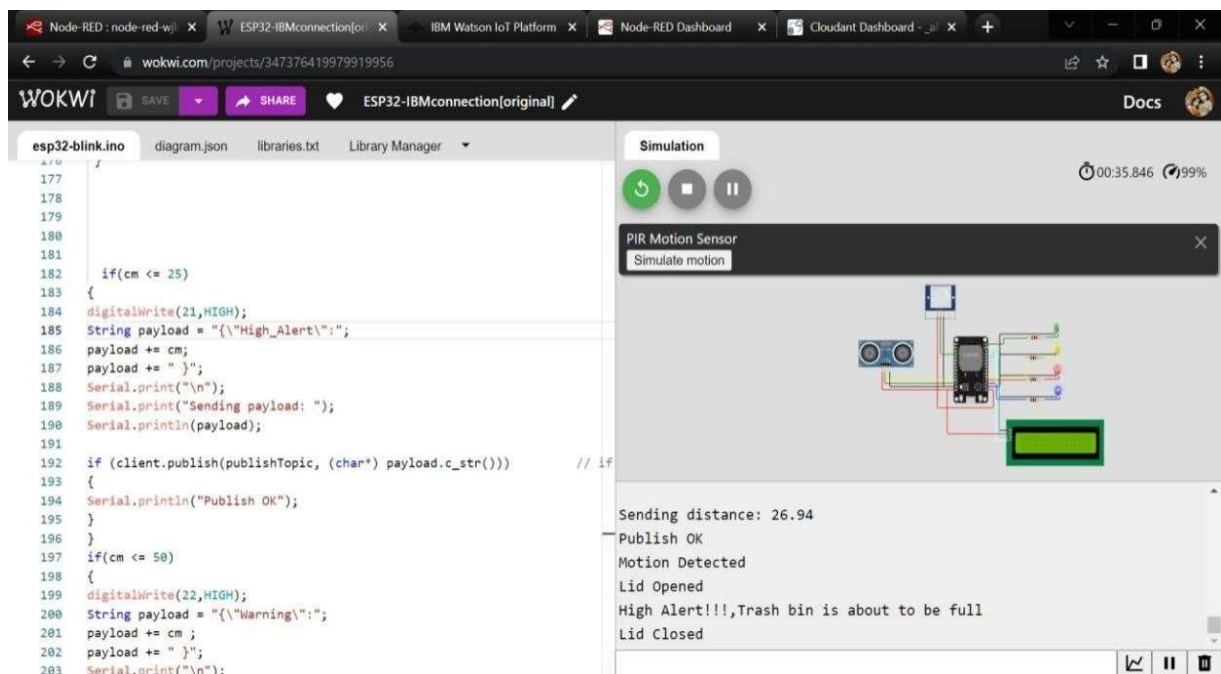 Node-RED : node-red-wjl
ESP32-IBMconnection[ori
IBM Watson IoT Platform
Node-RED Dashboard
Cloudant Dashboard - _al
wokwi.com/projects/347376419979919956
WOKWI
SAVE
SHARE
ESP32-IBMconnection[original]
Docs
esp32-blink.ino diagram.json libraries.txt Library Manager
176 }
177
178
179
180
181
182 if(cm <= 25)
183 {
184 digitalWrite(21,HIGH);
185 String payload = "{\"High_Alert\":";
186 payload += cm;
187 payload += " }";
188 Serial.print("\n");
189 Serial.print("Sending payload: ");
190 Serial.println(payload);
191
192 if (client.publish(publishTopic, (char*) payload.c_str())) // if
193 {
194 Serial.println("Publish OK");
195 }
196 }
197 if(cm <= 50)
198 {
199 digitalWrite(22,HIGH);
200 String payload = "{\"Warning\":";
201 payload += cm ;
202 payload += " }";
203 Serial.print("\n");
Simulation
00:35.846 99%
PIR Motion Sensor
Simulate motion
Sending distance: 26.94
Publish OK
Motion Detected
Lid Opened
High Alert!!!,Trash bin is about to be full
Lid Closed